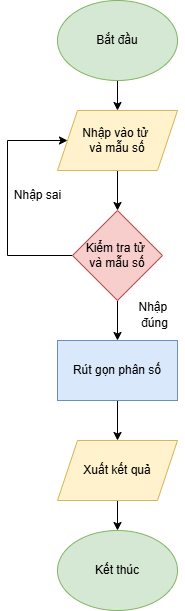 Bắt đầu
Nhập vào tử
và mẫu số
Nhập sai
Kiểm tra tử
và mẫu số
Nhập
đúng
Rút gọn phân số
Xuất kết quả
Kết thúc